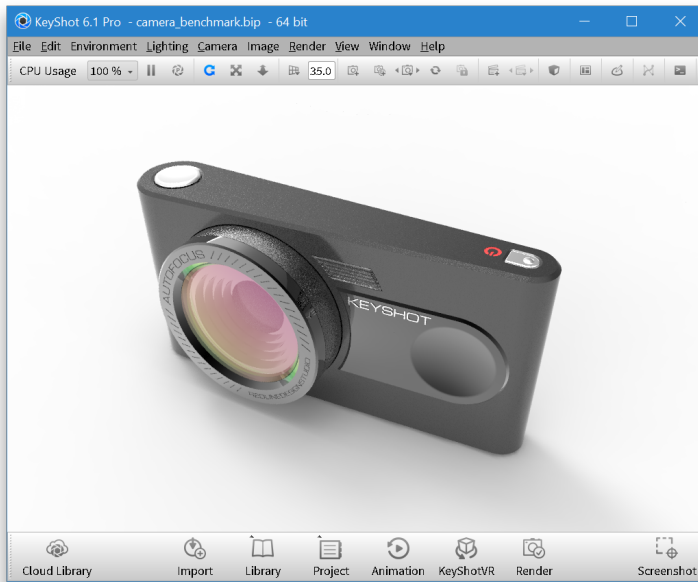 KeyShot 6.1 Pro - camera_benchmark.bip - 64 bit
File Edit Environment Lighting Camera Image Render View Window Help
CPU Usage 100 % 35.0
AUTOFOCUS
KEYSHOT
Cloud Library Import Library Project Animation KeyShotVR Render Screenshot